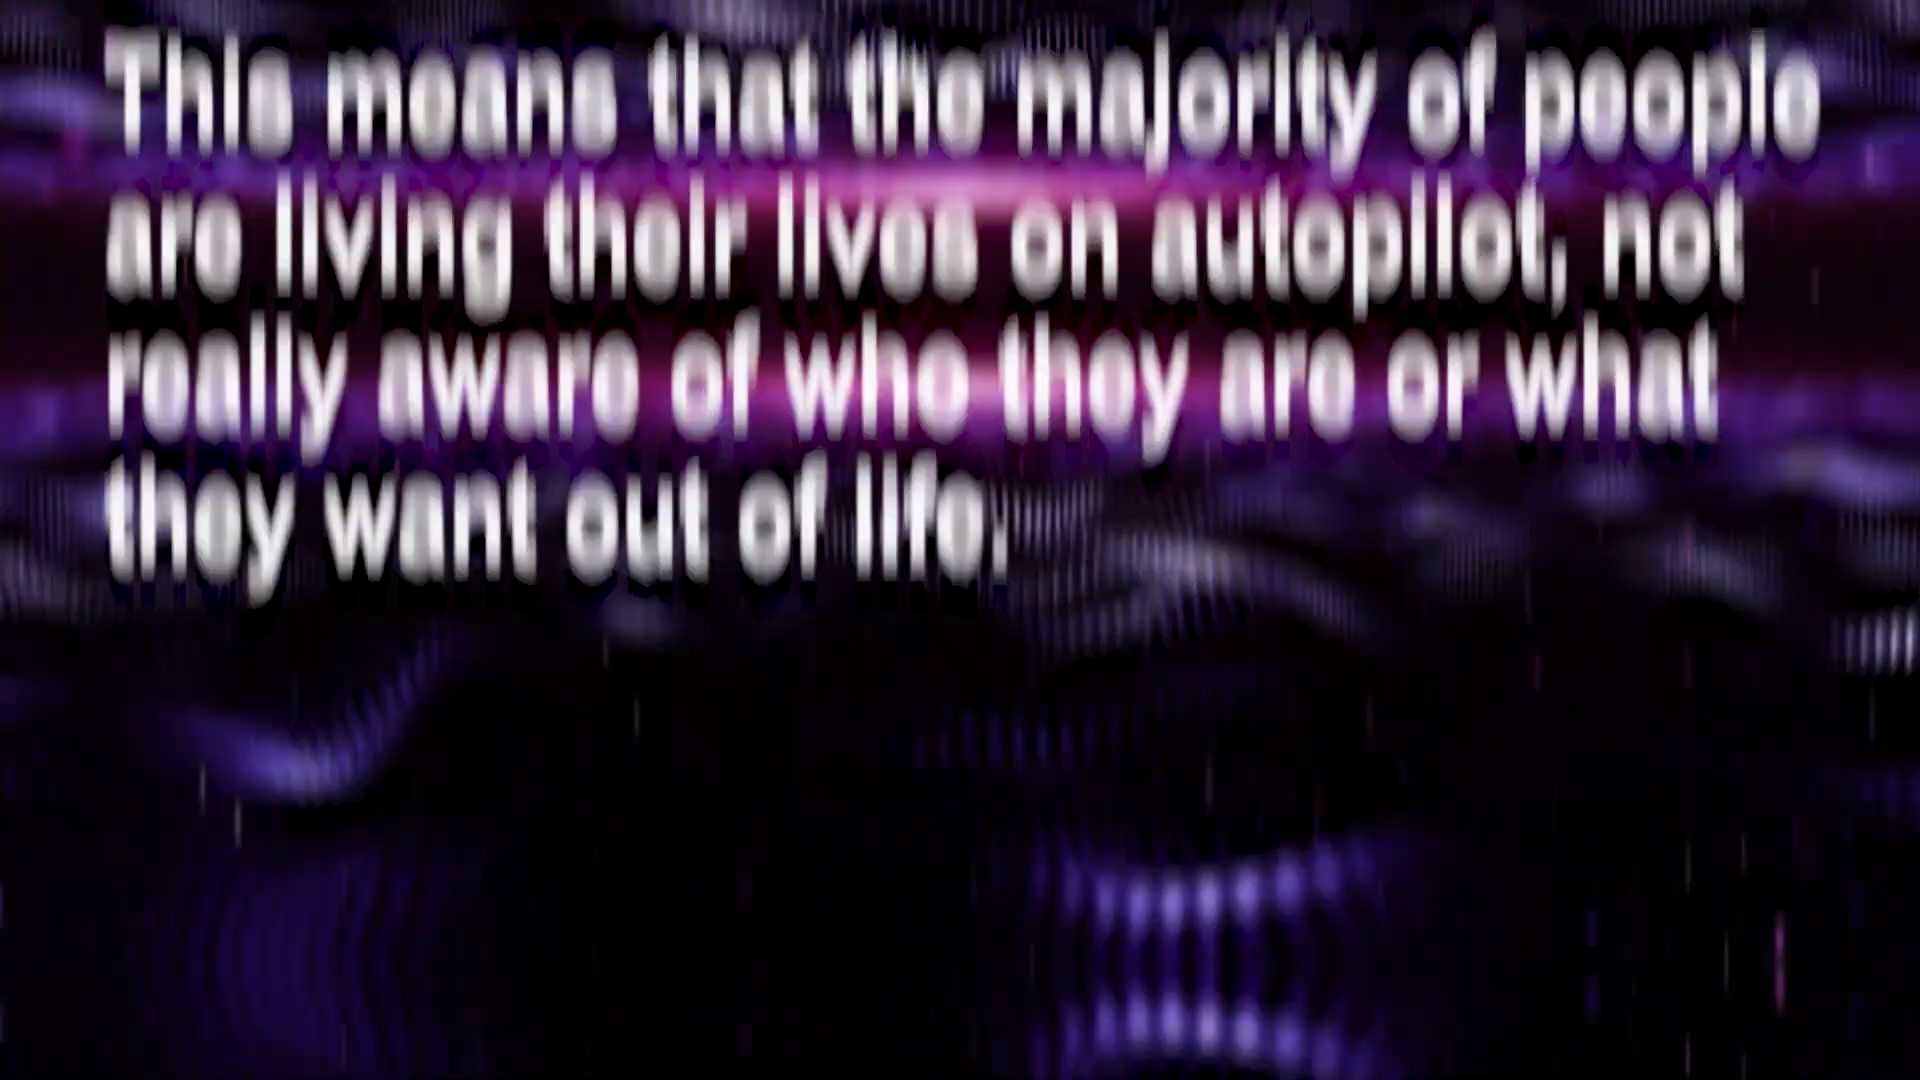 This means that the majority of people
are living their lives on autopilot, not
really aware of who they are or what
they want out of life.